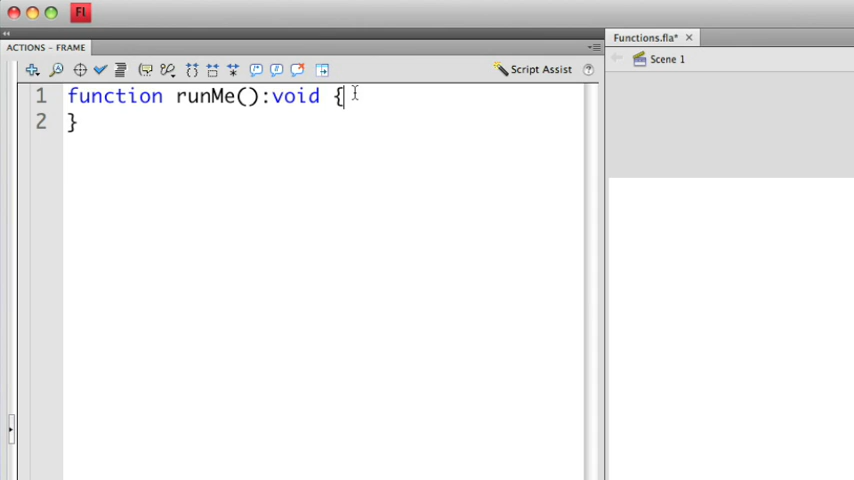 Fl
ACTIONS - FRAME
Functions.fla*
Scene 1
Script Assist
1 function runMe():void {
2 }